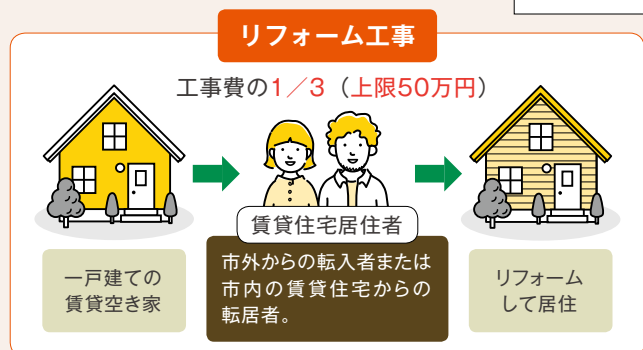 リフォーム工事
工事費の1／3（上限50万円）
賃貸住宅居住者
一戸建ての
賃貸空き家
市外からの転入者または
市内の賃貸住宅からの
転居者。
リフォーム
して居住